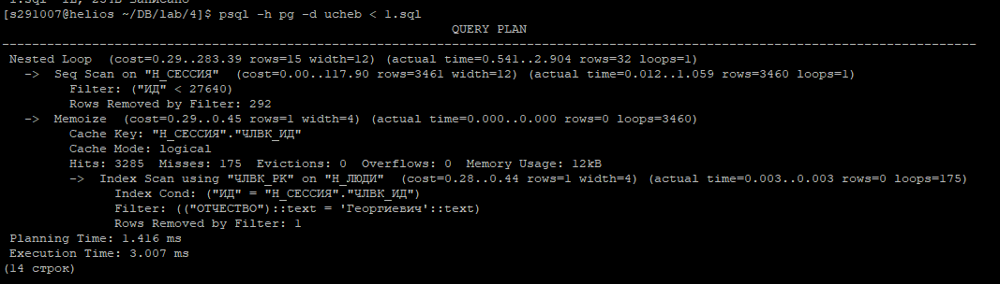 [s291007@helios ~/DB/lab/4]$ psql -h pg -d ucheb < 1.sql
QUERY PLAN
Nested Loop  (cost=0.29..283.39 rows=15 width=12) (actual time=0.541..2.904 rows=32 loops=1)
->  Seq Scan on "Н_СЕССИЯ"  (cost=0.00..117.90 rows=3461 width=12) (actual time=0.012..1.059 rows=3460 loops=1)
Filter: ("ИД" < 27640)
Rows Removed by Filter: 292
->  Memoize  (cost=0.29..0.45 rows=1 width=4) (actual time=0.000..0.000 rows=0 loops=3460)
Cache Key: "Н_СЕССИЯ"."ЧЛВК_ИД"
Cache Mode: logical
Hits: 3285  Misses: 175  Evictions: 0  Overflows: 0  Memory Usage: 12kB
->  Index Scan using "ЧЛВК_PK" on "Н_ЛЮДИ"  (cost=0.28..0.44 rows=1 width=4) (actual time=0.003..0.003 rows=0 loops=175)
Index Cond: ("ИД" = "Н_СЕССИЯ"."ЧЛВК_ИД")
Filter: (("ОТЧЕСТВО")::text = 'Георгиевич'::text)
Rows Removed by Filter: 1
Planning Time: 1.416 ms
Execution Time: 3.007 ms
(14 строк)